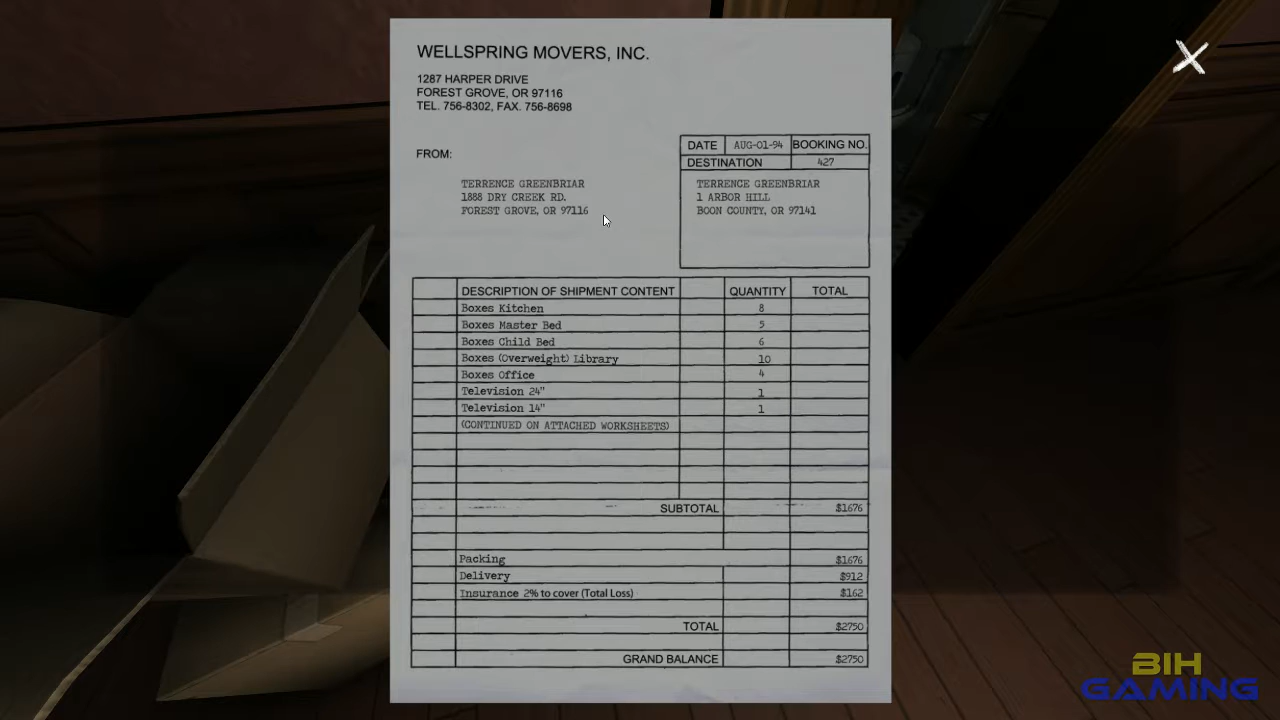 WELLSPRING MOVERS, INC.
1287 HARPER DRIVE
FOREST GROVE, OR 97116
TEL. 756-8302, FAX. 756-8698
DATE AUG-01-94 BOOKING NO.
DESTINATION 427
FROM:
TERRENCE GREENBRIAR
1888 DRY CREEK RD.
FOREST GROVE, OR 97116
TERRENCE GREENBRIAR
1 ARBOR HILL
BOON COUNTY, OR 97141
DESCRIPTION OF SHIPMENT CONTENT QUANTITY TOTAL
Boxes Kitchen 8
Boxes Master Bed 5
Boxes Child Bed 6
Boxes (Overweight) Library 10
Boxes Office 4
Television 24" 1
Television 14" 1
(CONTINUED ON ATTACHED WORKSHEETS)
SUBTOTAL $1676
Packing $1676
Delivery $912
Insurance 2% to cover (Total Loss) $162
TOTAL $2750
GRAND BALANCE $2750
BIH
GAMING